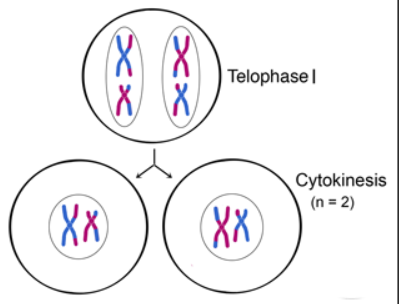 Telophase I
Cytokinesis
(n = 2)